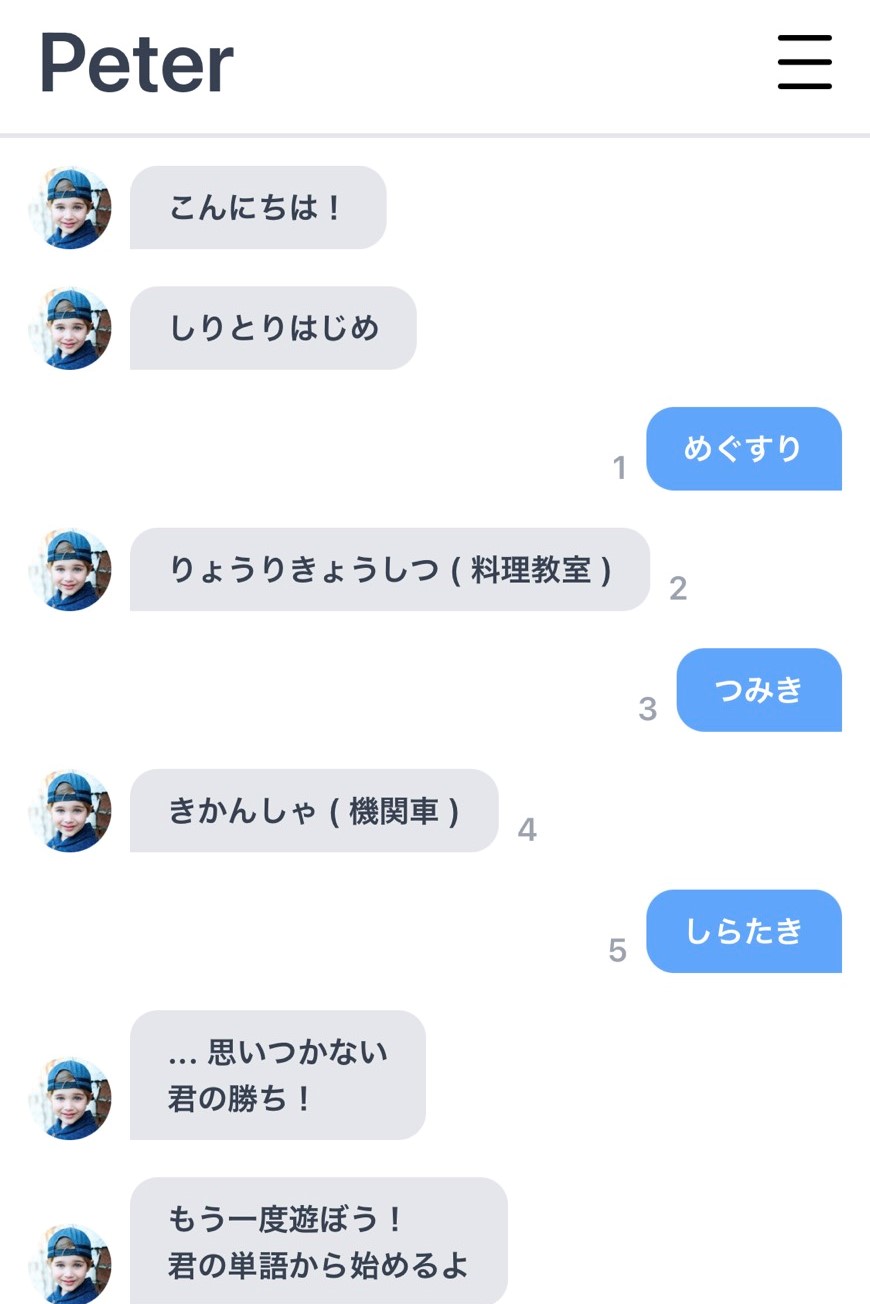 Peter
こんにちは！
しりとりはじめ
めぐすり
1
りょうりきょうしつ ( 料理教室 )
2
つみき
3
きかんしゃ ( 機関車 )
4
しらたき
5
... 思いつかない
君の勝ち！
もう一度遊ぼう！
君の単語から始めるよ